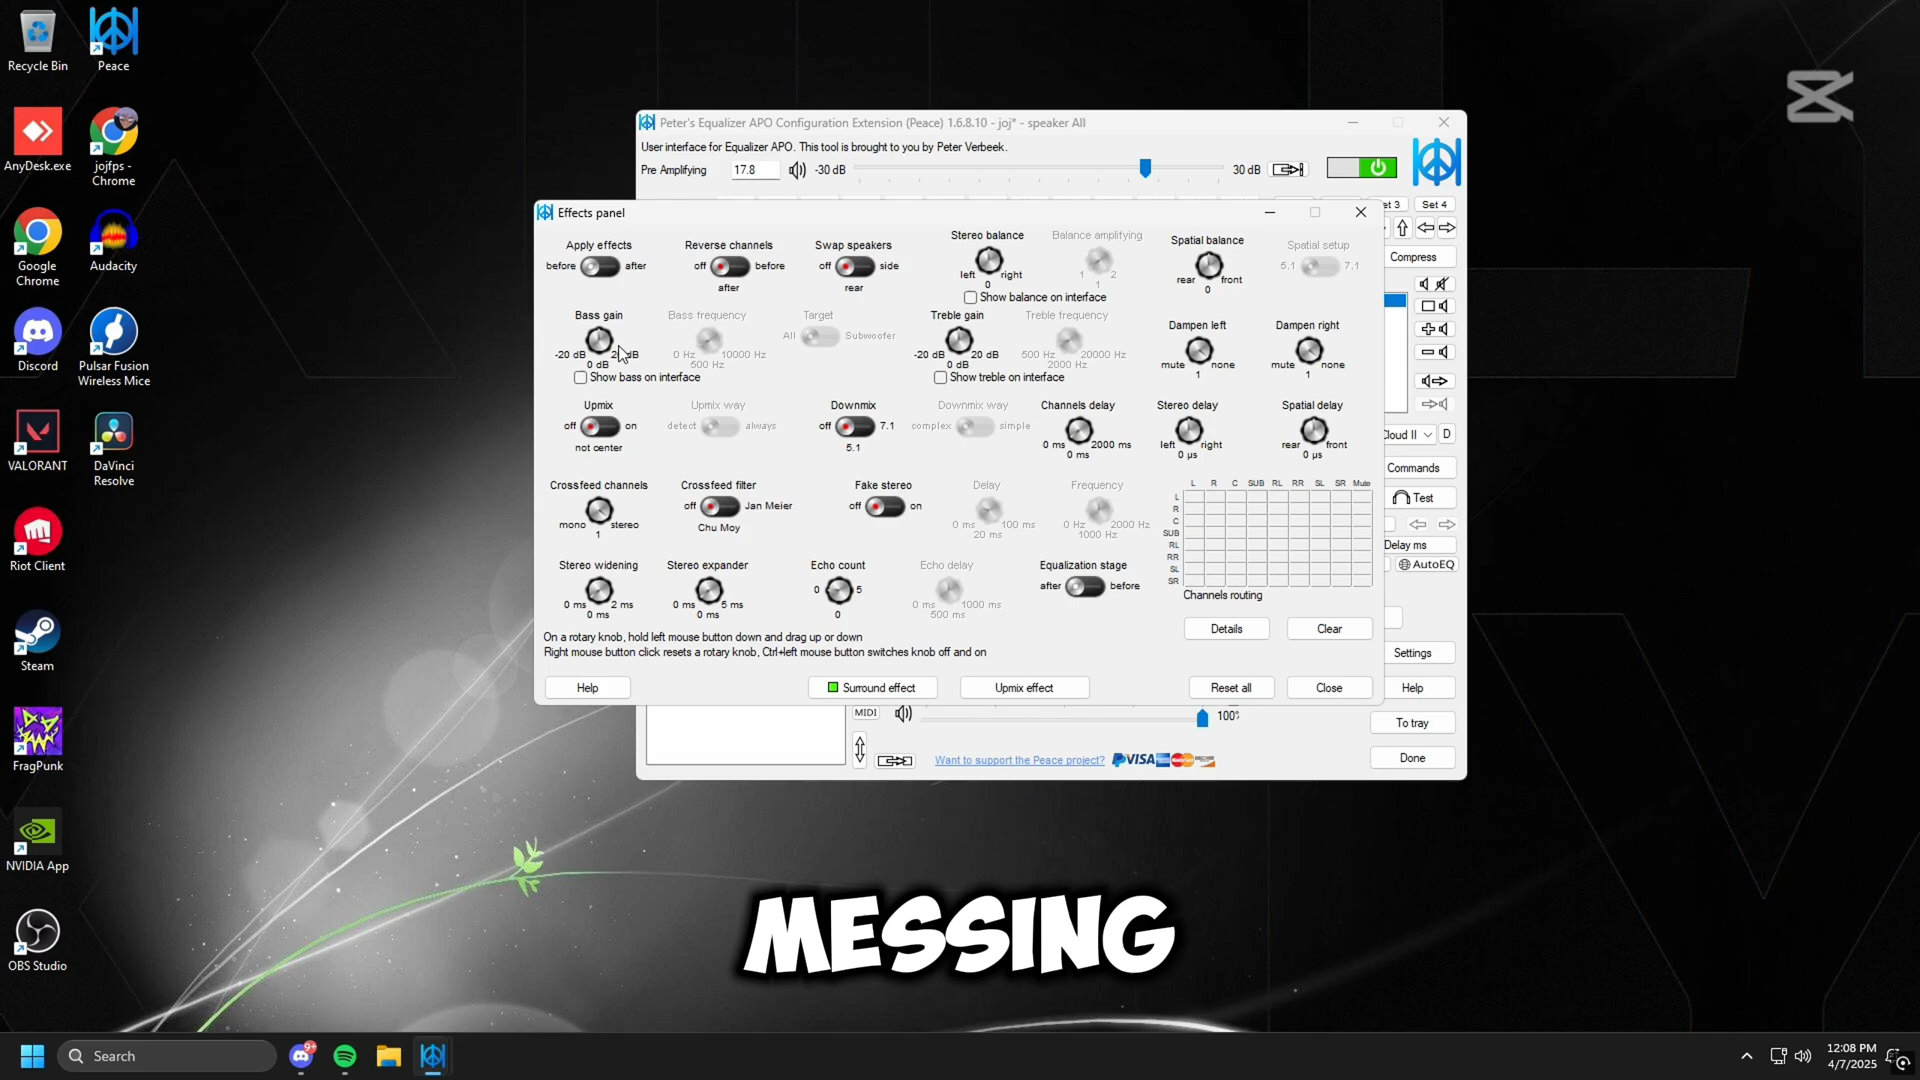 Recycle Bin
Peace
AnyDesk.exe
jojfps -
Chrome
Google
Chrome
Audacity
Discord
Pulsar Fusion
Wireless Mice
VALORANT
DaVinci
Resolve
Riot Client
Steam
FragPunk
NVIDIA App
OBS Studio
Peter's Equalizer APO Configuration Extension (Peace) 1.6.8.10 - joj* - speaker All
User interface for Equalizer APO. This tool is brought to you by Peter Verbeek.
Pre Amplifying 17.8 -30 dB 30 dB
Effects panel
et 3 Set 4
Compress
Cloud II D
Commands
Test
Delay ms
AutoEQ
Settings
Help
To tray
Done
Apply effects
before after
Reverse channels
off before
after
Swap speakers
off side
rear
Stereo balance
left right
0
Show balance on interface
Balance amplifying
1 2
1
Spatial balance
rear front
0
Spatial setup
5.1 7.1
Bass gain
-20 dB 20 dB
0 dB
Show bass on interface
Bass frequency
0 Hz 10000 Hz
500 Hz
Target
All Subwoofer
Treble gain
-20 dB 20 dB
0 dB
Show treble on interface
Treble frequency
500 Hz 20000 Hz
2000 Hz
Dampen left
mute none
1
Dampen right
mute none
1
Upmix
off on
not center
Upmix way
detect always
Downmix
off 7.1
5.1
Downmix way
complex simple
Channels delay
0 ms 2000 ms
0 ms
Stereo delay
left right
0 µs
Spatial delay
rear front
0 µs
Crossfeed channels
mono stereo
1
Crossfeed filter
off Jan Meier
Chu Moy
Fake stereo
off on
Delay
0 ms 100 ms
20 ms
Frequency
0 Hz 2000 Hz
1000 Hz
L R C SUB RL RR SL SR Mute
L
R
C
SUB
RL
RR
SL
SR
Channels routing
Stereo widening
0 ms 2 ms
0 ms
Stereo expander
0 ms 5 ms
0 ms
Echo count
0 5
0
Echo delay
0 ms 1000 ms
500 ms
Equalization stage
after before
Details Clear
On a rotary knob, hold left mouse button down and drag up or down
Right mouse button click resets a rotary knob, Ctrl+left mouse button switches knob off and on
Help Surround effect Upmix effect Reset all Close
MIDI 100%
Want to support the Peace project? PayPal VISA
MESSING
Search
9+
12:08 PM
4/7/2025